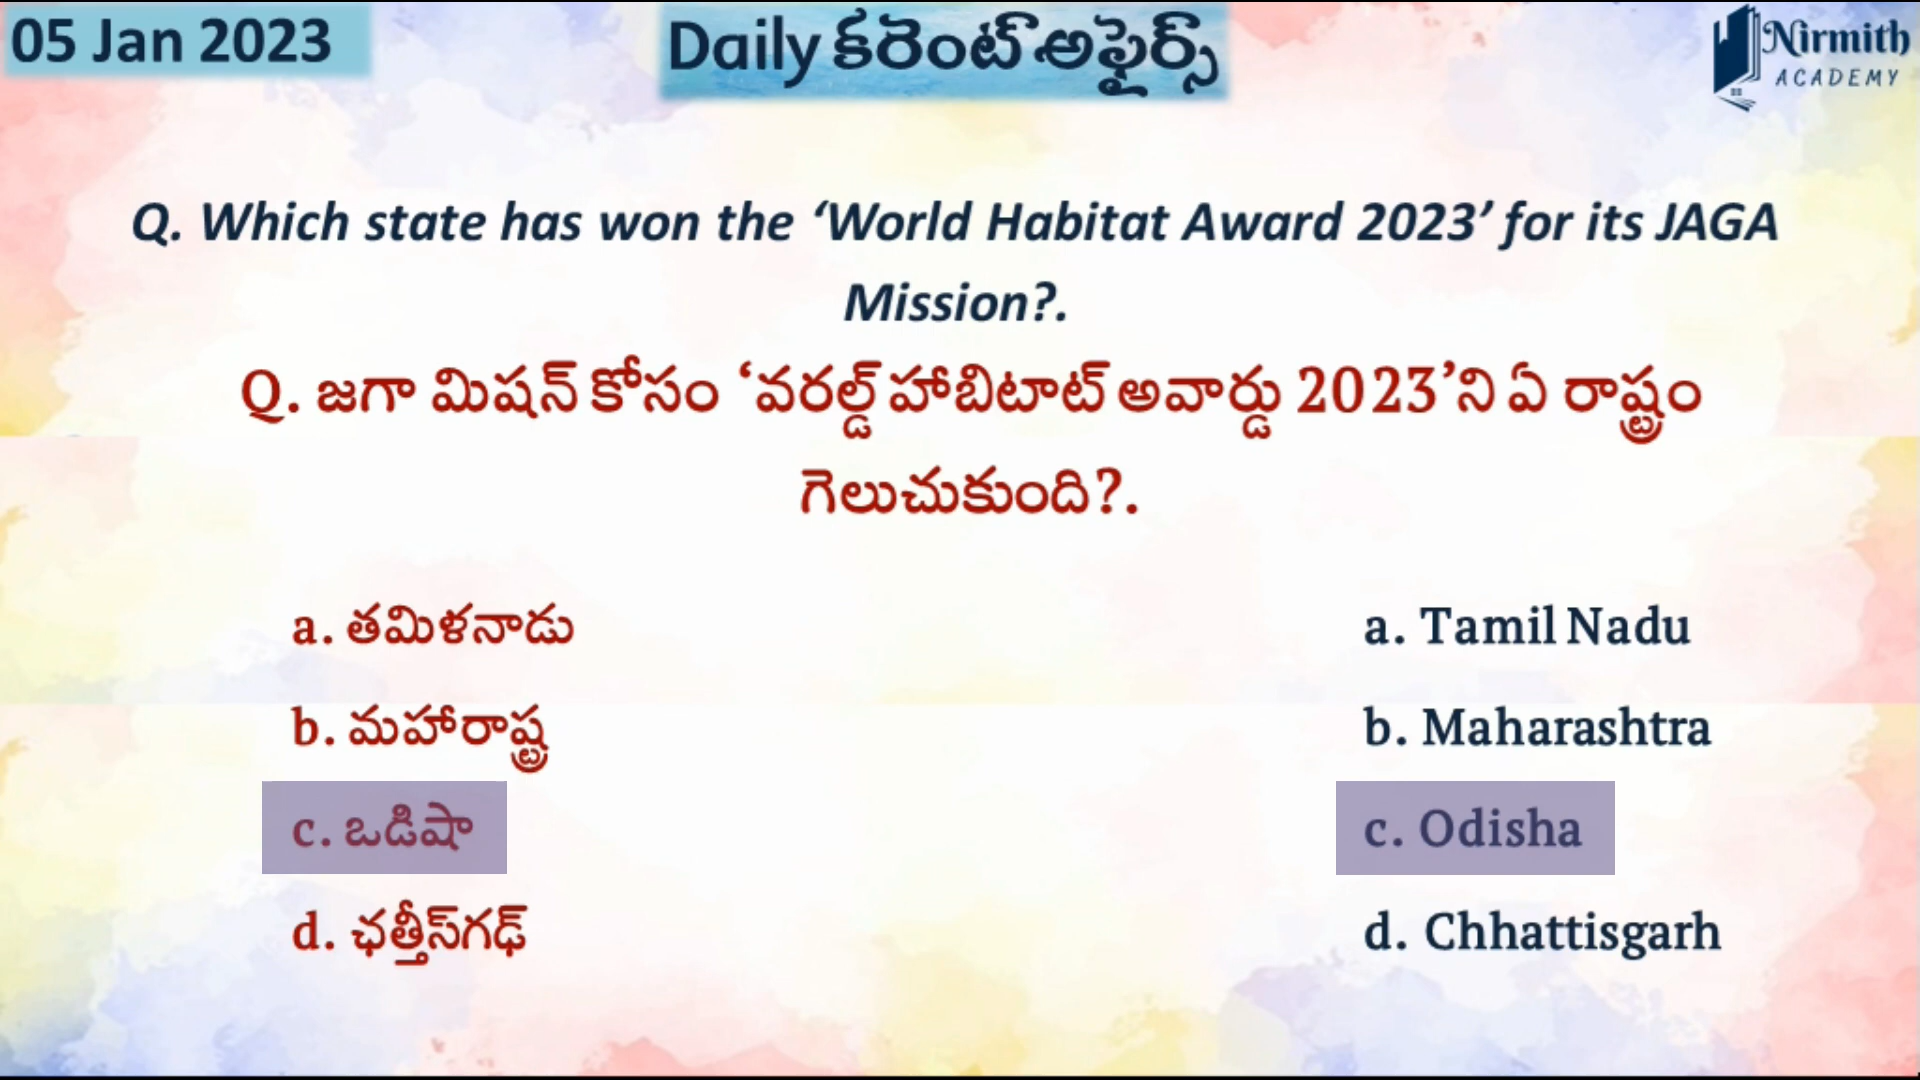 05 Jan 2023
Daily కరెంట్ అఫైర్స్
Nirmith
ACADEMY
Q. Which state has won the ‘World Habitat Award 2023’ for its JAGA
Mission?.
Q. జగా మిషన్ కోసం ‘వరల్డ్ హాబిటాట్ అవార్డు 2023’ని ఏ రాష్ట్రం
గెలుచుకుంది?.
a. తమిళనాడు
b. మహారాష్ట్ర
c. ఒడిషా
d. ఛత్తీస్‌గఢ్
a. Tamil Nadu
b. Maharashtra
c. Odisha
d. Chhattisgarh